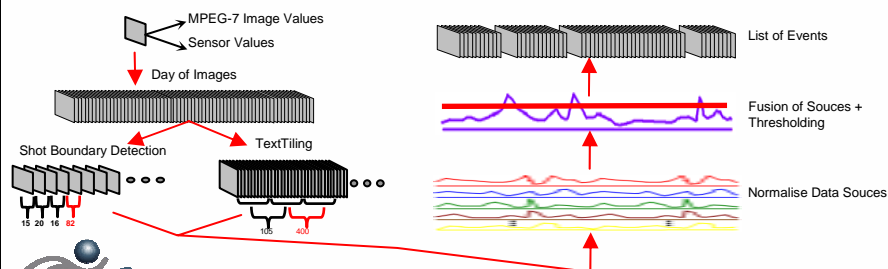 MPEG-7 Image Values
Sensor Values
Day of Images
Shot Boundary Detection
TextTiling
15 20 16 82
105 400
List of Events
Fusion of Souces +
Thresholding
Normalise Data Souces